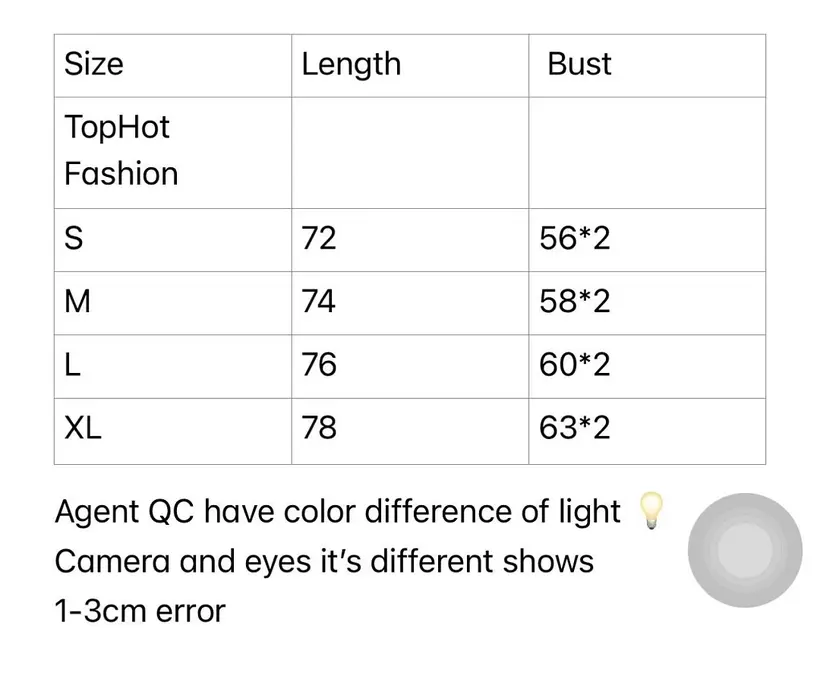 Size Length Bust
TopHot
Fashion
S 72 56*2
M 74 58*2
L 76 60*2
XL 78 63*2
Agent QC have color difference of light 💡
Camera and eyes it’s different shows
1-3cm error